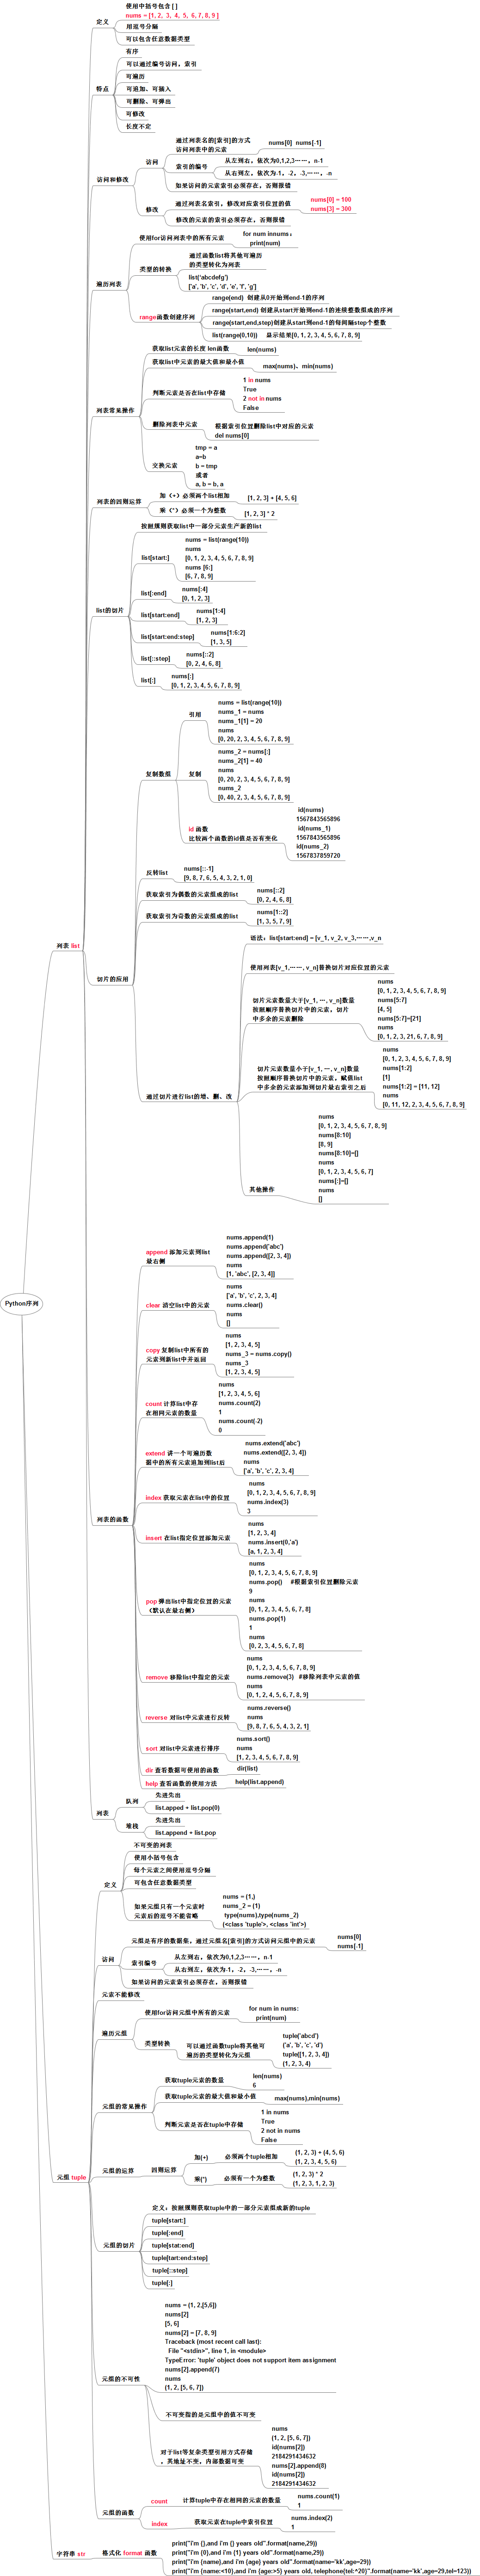 Python序列
列表 list
定义
使用中括号包含 [ ]
nums = [1, 2, 3, 4, 5, 6, 7, 8, 9 ]
用逗号分隔
可以包含任意数据类型
特点
有序
可以通过编号访问，索引
可遍历
可追加、可插入
可删除、可弹出
可修改
长度不定
访问和修改
访问
通过列表名的[索引]的方式
访问列表中的元素
nums[0] nums[-1]
索引的编号
从左到右，依次为0,1,2,3······，n-1
从右到左，依次为-1，-2，-3,······，-n
如果访问的元素索引必须存在，否则报错
修改
通过列表名索引，修改对应索引位置的值
nums[0] = 100
nums[3] = 300
修改的元素的索引必须存在，否则报错
遍历列表
使用for访问列表中的所有元素
for num innums：
print(num)
类型的转换
通过函数list将其他可遍历
的类型转化为列表
list('abcdefg')
['a', 'b', 'c', 'd', 'e', 'f', 'g']
range函数创建序列
range(end) 创建从0开始到end-1的序列
range(start,end) 创建从start开始到end-1的连续整数组成的序列
range(start,end,step)创建从start到end-1的每间隔step个整数
list(range(0,10)) 显示结果[0, 1, 2, 3, 4, 5, 6, 7, 8, 9]
列表常见操作
获取list元素的长度 len函数
len(nums)
获取list中元素的最大值和最小值
max(nums)、min(nums)
判断元素是否在list中存储
1 in nums
True
2 not in nums
False
删除列表中元素
根据索引位置删除list中对应的元素
del nums[0]
交换元素
tmp = a
a=b
b = tmp
或者
a, b = b, a
列表的四则运算
加（+）必须两个list相加
[1, 2, 3] + [4, 5, 6]
乘（*）必须一个为整数
[1, 2, 3] * 2
list的切片
按照规则获取list中一部分元素生产新的list
list[start:]
nums = list(range(10))
nums
[0, 1, 2, 3, 4, 5, 6, 7, 8, 9]
nums [6:]
[6, 7, 8, 9]
list[:end]
nums[:4]
[0, 1, 2, 3]
list[start:end]
nums[1:4]
[1, 2, 3]
list[start:end:step]
nums[1:6:2]
[1, 3, 5]
list[::step]
nums[::2]
[0, 2, 4, 6, 8]
list[:]
nums[:]
[0, 1, 2, 3, 4, 5, 6, 7, 8, 9]
切片的应用
复制数组
引用
nums = list(range(10))
nums_1 = nums
nums_1[1] = 20
nums
[0, 20, 2, 3, 4, 5, 6, 7, 8, 9]
复制
nums_2 = nums[:]
nums_2[1] = 40
nums
[0, 20, 2, 3, 4, 5, 6, 7, 8, 9]
nums_2
[0, 40, 2, 3, 4, 5, 6, 7, 8, 9]
id 函数
比较两个函数的id值是否有变化
id(nums)
1567843565896
id(nums_1)
1567843565896
id(nums_2)
1567837859720
反转list
nums[::-1]
[9, 8, 7, 6, 5, 4, 3, 2, 1, 0]
获取索引为偶数的元素组成的list
nums[::2]
[0, 2, 4, 6, 8]
获取索引为奇数的元素组成的list
nums[1::2]
[1, 3, 5, 7, 9]
通过切片进行list的增、删、改
语法：list[start:end] = [v_1, v_2, v_3,······,v_n
使用列表[v_1,······, v_n]替换切片对应位置的元素
切片元素数量大于[v_1, ···, v_n]数量
按照顺序替换切片中的元素，切片
中多余的元素删除
nums
[0, 1, 2, 3, 4, 5, 6, 7, 8, 9]
nums[5:7]
[4, 5]
nums[5:7]=[21]
nums
[0, 1, 2, 3, 21, 6, 7, 8, 9]
切片元素数量小于[v_1, ···, v_n]数量
按照顺序替换切片中的元素，赋值list
中多余的元素添加到切片最右索引之后
nums
[0, 1, 2, 3, 4, 5, 6, 7, 8, 9]
nums[1:2]
[1]
nums[1:2] = [11, 12]
nums
[0, 11, 12, 2, 3, 4, 5, 6, 7, 8, 9]
其他操作
nums
[0, 1, 2, 3, 4, 5, 6, 7, 8, 9]
nums[8:10]
[8, 9]
nums[8:10]=[]
nums
[0, 1, 2, 3, 4, 5, 6, 7]
nums[:]=[]
nums
[]
列表的函数
append 添加元素到list
最右侧
nums.append(1)
nums.append('abc')
nums.append([2, 3, 4])
nums
[1, 'abc', [2, 3, 4]]
clear 清空list中的元素
nums
['a', 'b', 'c', 2, 3, 4]
nums.clear()
nums
[]
copy 复制list中所有的
元素到新list中并返回
nums
[1, 2, 3, 4, 5]
nums_3 = nums.copy()
nums_3
[1, 2, 3, 4, 5]
count 计算list中存
在相同元素的数量
nums
[1, 2, 3, 4, 5, 6]
nums.count(2)
1
nums.count(-2)
0
extend 讲一个可遍历数
据中的所有元素追加到list后
nums.extend('abc')
nums.extend([2, 3, 4])
nums
['a', 'b', 'c', 2, 3, 4]
index 获取元素在list中的位置
nums
[0, 1, 2, 3, 4, 5, 6, 7, 8, 9]
nums.index(3)
3
insert 在list指定位置添加元素
nums
[1, 2, 3, 4]
nums.insert(0,'a')
[a, 1, 2, 3, 4]
pop 弹出list中指定位置的元素
（默认在最右侧）
nums
[0, 1, 2, 3, 4, 5, 6, 7, 8, 9]
nums.pop() #根据索引位置删除元素
9
nums
[0, 1, 2, 3, 4, 5, 6, 7, 8]
nums.pop(1)
1
nums
[0, 2, 3, 4, 5, 6, 7, 8]
remove 移除list中指定的元素
nums
[0, 1, 2, 3, 4, 5, 6, 7, 8, 9]
nums.remove(3) #移除列表中元素的值
nums
[0, 1, 2, 4, 5, 6, 7, 8, 9]
reverse 对list中元素进行反转
nums.reverse()
nums
[9, 8, 7, 6, 5, 4, 3, 2, 1]
sort 对list中元素进行排序
nums.sort()
nums
[1, 2, 3, 4, 5, 6, 7, 8, 9]
dir 查看数据可使用的函数
dir(list)
help 查看函数的使用方法
help(list.append)
列表
队列
先进先出
list.apped + list.pop(0)
堆栈
先进先出
list.append + list.pop
元组 tuple
定义
不可变的列表
使用小括号包含
每个元素之间使用逗号分隔
可包含任意数据类型
如果元组只有一个元素时
元素后的逗号不能省略
nums = (1,)
nums_2 = (1)
type(nums),type(nums_2)
(<class 'tuple'>, <class 'int'>)
访问
元组是有序的数据集，通过元组名[索引]的方式访问元组中的元素
nums[0]
nums[-1]
索引编号
从左到右，依次为0,1,2,3······，n-1
从右到左，依次为-1，-2，-3,······，-n
如果访问的元素索引必须存在，否则报错
元素不能修改
遍历元组
使用for访问元组中所有的元素
for num in nums:
print(num)
类型转换
可以通过函数tuple将其他可
遍历的类型转化为元组
tuple('abcd')
('a', 'b', 'c', 'd')
tuple([1, 2, 3, 4])
(1, 2, 3, 4)
元组的常见操作
获取tuple元素的数量
len(nums)
6
获取tuple元素的最大值和最小值
max(nums),min(nums)
判断元素是否在tuple中存储
1 in nums
True
2 not in nums
False
元组的运算
四则运算
加(+)
必须两个tuple相加
(1, 2, 3) + (4, 5, 6)
(1, 2, 3, 4, 5, 6)
乘(*)
必须有一个为整数
(1, 2, 3) * 2
(1, 2, 3, 1, 2, 3)
元组的切片
定义：按照规则获取tuple中的一部分元素组成新的tuple
tuple[start:]
tuple[:end]
tuple[stat:end]
tuple[tart:end:step]
tuple[::step]
tuple[:]
元组的不可性
nums = (1, 2,[5,6])
nums[2]
[5, 6]
nums[2] = [7, 8, 9]
Traceback (most recent call last):
File "<stdin>", line 1, in <module>
TypeError: 'tuple' object does not support item assignment
nums[2].append(7)
nums
(1, 2, [5, 6, 7])
不可变指的是元组中的值不可变
对于list等复杂类型引用方式存储
，其地址不变，内部数据可变
nums
(1, 2, [5, 6, 7])
id(nums[2])
2184291434632
nums[2].append(8)
id(nums[2])
2184291434632
元组的函数
count
计算tuple中存在相同的元素的数量
nums.count(1)
1
index
获取元素在tuple中索引位置
nums.index(2)
1
字符串 str
格式化 format 函数
print("i'm {},and i'm {} years old".format(name,29))
print("i'm {0},and i'm {1} years old".format(name,29))
print("i'm {name},and i'm {age} years old".format(name='kk',age=29))
print("i'm {name:<10},and i'm {age:>5} years old, telephone{tel:^20}".format(name='kk',age=29,tel=123))